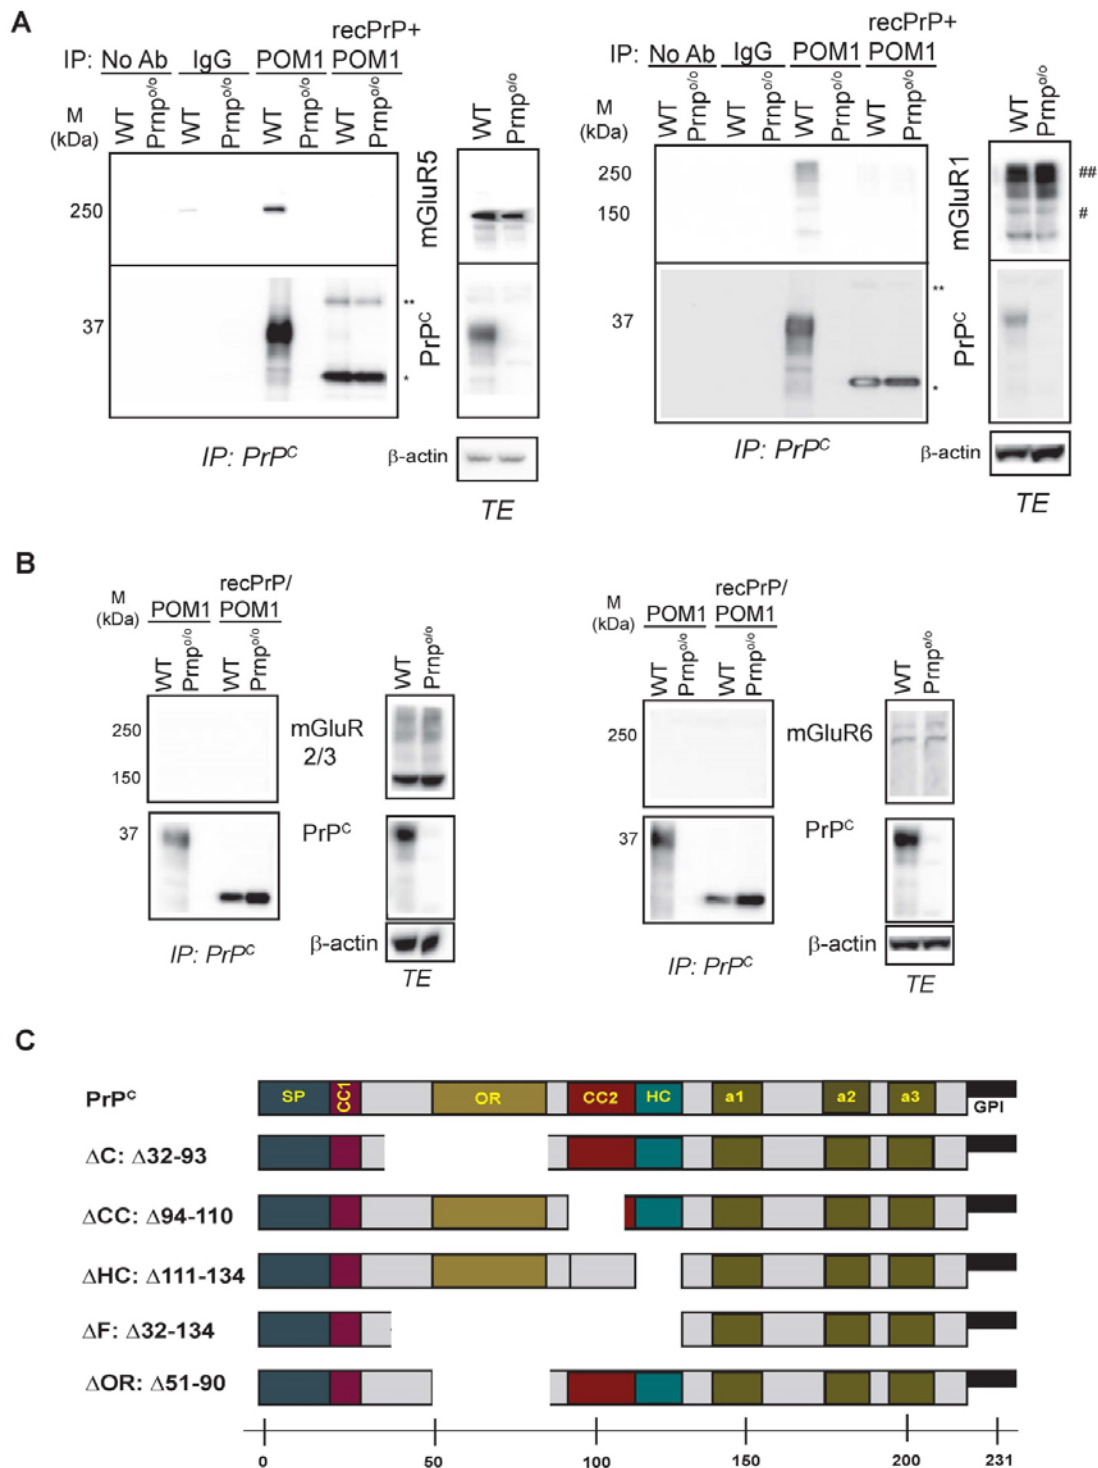 A
IP: No Ab IgG POM1 recPrP+ POM1
M (kDa)
WT Prnp⁰/⁰ WT Prnp⁰/⁰ WT Prnp⁰/⁰ WT Prnp⁰/⁰
WT Prnp⁰/⁰
250
mGluR5
37
**
*
PrPᶜ
IP: PrPᶜ
β-actin
TE
IP: No Ab IgG POM1 recPrP+ POM1
M (kDa)
WT Prnp⁰/⁰ WT Prnp⁰/⁰ WT Prnp⁰/⁰ WT Prnp⁰/⁰
WT Prnp⁰/⁰
250
150
mGluR1
##
#
37
**
*
PrPᶜ
IP: PrPᶜ
β-actin
TE
B
M (kDa)
POM1 recPrP/ POM1
WT Prnp⁰/⁰ WT Prnp⁰/⁰
WT Prnp⁰/⁰
250
150
mGluR
2/3
37
PrPᶜ
IP: PrPᶜ
β-actin
TE
M (kDa)
POM1 recPrP/ POM1
WT Prnp⁰/⁰ WT Prnp⁰/⁰
WT Prnp⁰/⁰
250
mGluR6
37
PrPᶜ
IP: PrPᶜ
β-actin
TE
C
PrPᶜ SP CC1 OR CC2 HC a1 a2 a3 GPI
ΔC: Δ32-93
ΔCC: Δ94-110
ΔHC: Δ111-134
ΔF: Δ32-134
ΔOR: Δ51-90
0 50 100 150 200 231